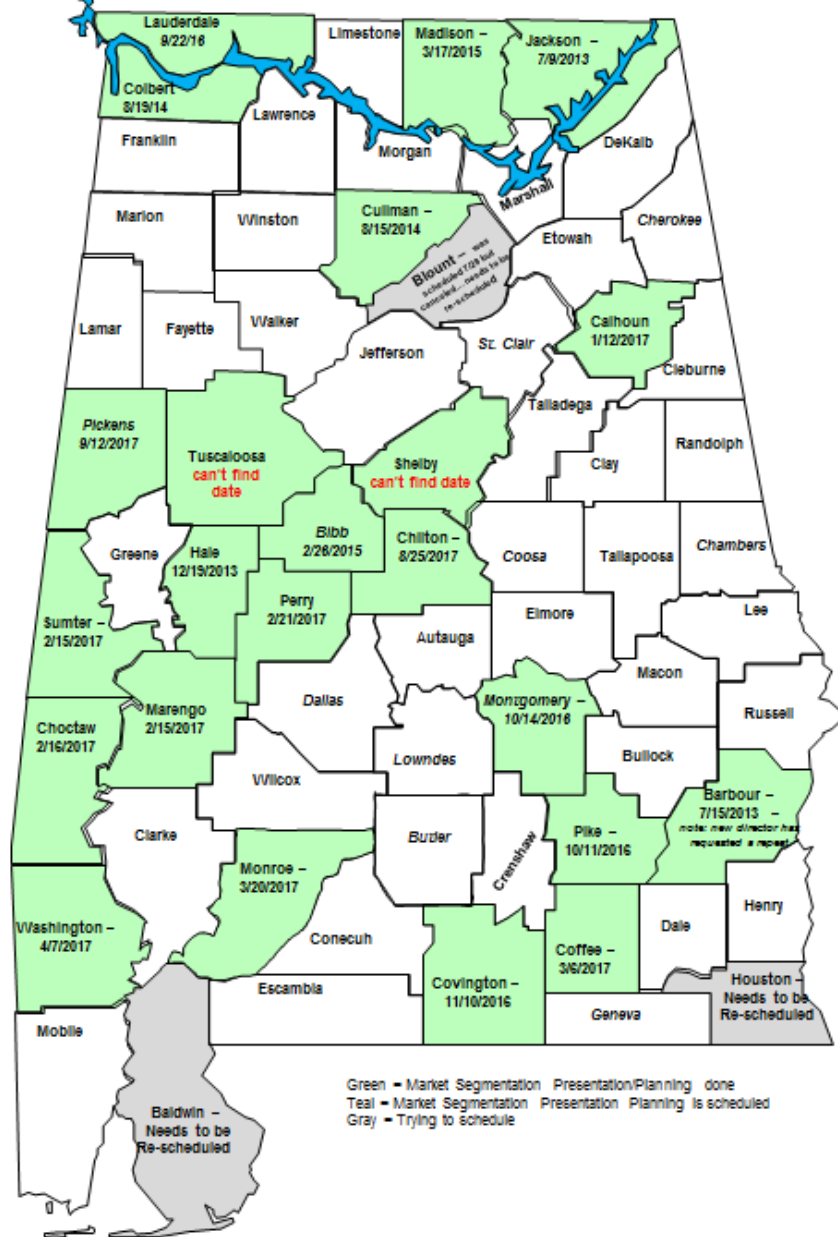 Lauderdale
9/22/16
Limestone
Madison –
3/17/2015
Jackson –
7/9/2013
Colbert
8/19/14
Lawrence
Franklin
Morgan
DeKalb
Marshall
Marion
Winston
Cullman –
8/15/2014
Cherokee
Etowah
Blount – was
scheduled 7/28 but
canceled... needs to be
re-scheduled
Lamar
Fayette
Walker
Jefferson
St. Clair
Calhoun
1/12/2017
Cleburne
Talladega
Pickens
9/12/2017
Tuscaloosa
can't find
date
Shelby
can't find date
Clay
Randolph
Greene
Hale
12/19/2013
Bibb
2/26/2015
Chilton –
8/25/2017
Coosa
Tallapoosa
Chambers
Perry
2/21/2017
Sumter –
2/15/2017
Autauga
Elmore
Lee
Macon
Dallas
Marengo
2/15/2017
Montgomery –
10/14/2016
Russell
Choctaw
2/16/2017
Lowndes
Bullock
Wilcox
Barbour –
7/15/2013 –
note: new director has
requested a repeat
Clarke
Butler
Crenshaw
Pike –
10/11/2016
Monroe –
3/20/2017
Henry
Washington –
4/7/2017
Conecuh
Coffee –
3/6/2017
Dale
Covington –
11/10/2016
Escambia
Geneva
Houston –
Needs to be
Re-scheduled
Mobile
Baldwin –
Needs to be
Re-scheduled
Green = Market Segmentation Presentation/Planning done
Teal = Market Segmentation Presentation Planning is scheduled
Gray = Trying to schedule